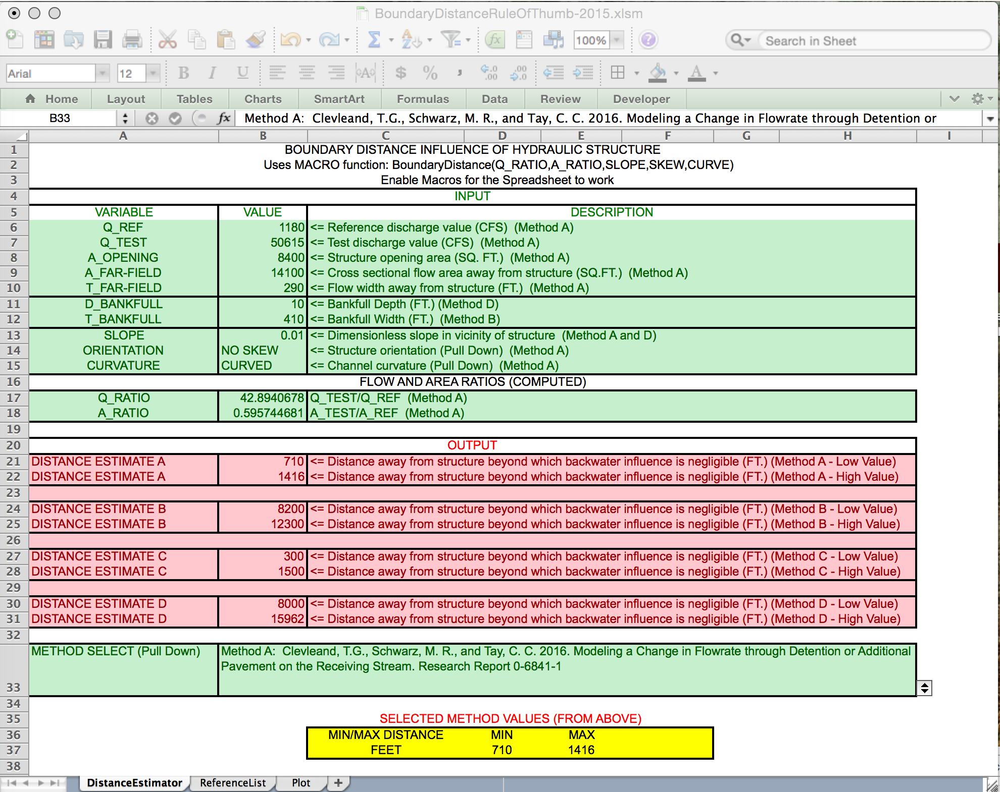 BoundaryDistanceRuleOfThumb-2015.xlsm
100%
Search in Sheet
Arial 12
Home Layout Tables Charts SmartArt Formulas Data Review Developer
B33 fx Method A:  Clevleand, T.G., Schwarz, M. R., and Tay, C. C. 2016. Modeling a Change in Flowrate through Detention or
A B C D E F G H I
1 BOUNDARY DISTANCE INFLUENCE OF HYDRAULIC STRUCTURE
2 Uses MACRO function: BoundaryDistance(Q_RATIO,A_RATIO,SLOPE,SKEW,CURVE)
3 Enable Macros for the Spreadsheet to work
4 INPUT
5 VARIABLE VALUE DESCRIPTION
6 Q_REF 1180 <= Reference discharge value (CFS)  (Method A)
7 Q_TEST 50615 <= Test discharge value (CFS)  (Method A)
8 A_OPENING 8400 <= Structure opening area (SQ. FT.)  (Method A)
9 A_FAR-FIELD 14100 <= Cross sectional flow area away from structure (SQ.FT.)  (Method A)
10 T_FAR-FIELD 290 <= Flow width away from structure (FT.)  (Method A)
11 D_BANKFULL 10 <= Bankfull Depth (FT.) (Method D)
12 T_BANKFULL 410 <= Bankfull Width (FT.)  (Method B)
13 SLOPE 0.01 <= Dimensionless slope in vicinity of structure  (Method A and D)
14 ORIENTATION NO SKEW <= Structure orientation (Pull Down)  (Method A)
15 CURVATURE CURVED <= Channel curvature (Pull Down)  (Method A)
16 FLOW AND AREA RATIOS (COMPUTED)
17 Q_RATIO 42.8940678 Q_TEST/Q_REF  (Method A)
18 A_RATIO 0.595744681 A_TEST/A_REF  (Method A)
19
20 OUTPUT
21 DISTANCE ESTIMATE A 710 <= Distance away from structure beyond which backwater influence is negligible (FT.) (Method A - Low Value)
22 DISTANCE ESTIMATE A 1416 <= Distance away from structure beyond which backwater influence is negligible (FT.) (Method A - High Value)
23
24 DISTANCE ESTIMATE B 8200 <= Distance away from structure beyond which backwater influence is negligible (FT.) (Method B - Low Value)
25 DISTANCE ESTIMATE B 12300 <= Distance away from structure beyond which backwater influence is negligible (FT.) (Method B - High Value)
26
27 DISTANCE ESTIMATE C 300 <= Distance away from structure beyond which backwater influence is negligible (FT.) (Method C - Low Value)
28 DISTANCE ESTIMATE C 1500 <= Distance away from structure beyond which backwater influence is negligible (FT.) (Method C - High Value)
29
30 DISTANCE ESTIMATE D 8000 <= Distance away from structure beyond which backwater influence is negligible (FT.) (Method D - Low Value)
31 DISTANCE ESTIMATE D 15962 <= Distance away from structure beyond which backwater influence is negligible (FT.) (Method D - High Value)
32
METHOD SELECT (Pull Down) Method A:  Clevleand, T.G., Schwarz, M. R., and Tay, C. C. 2016. Modeling a Change in Flowrate through Detention or Additional
Pavement on the Receiving Stream. Research Report 0-6841-1
33
34
35 SELECTED METHOD VALUES (FROM ABOVE)
36 MIN/MAX DISTANCE MIN MAX
37 FEET 710 1416
38
DistanceEstimator ReferenceList Plot +